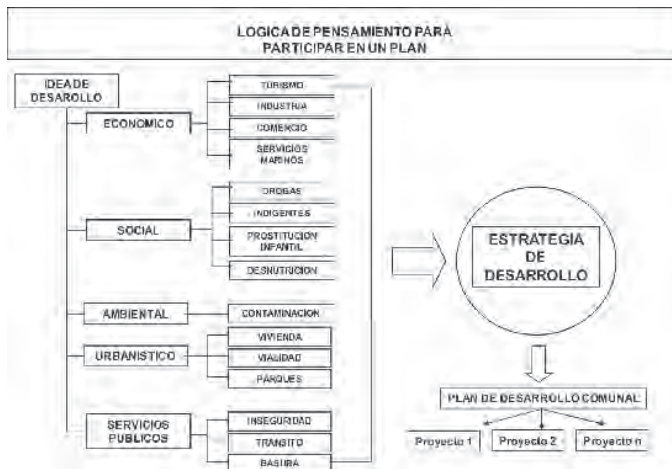 LOGICA DE PENSAMIENTO PARA
PARTICIPAR EN UN PLAN
IDEA DE
DESAROLLO
ECONOMICO
TURISMO
INDUSTRIA
COMERCIO
SERVICIOS
MARINOS
SOCIAL
DROGAS
INDIGENTES
PROSTITUCION
INFANTIL
DESNUTRICION
AMBIENTAL
CONTAMINACION
URBANISTICO
VIVIENDA
VIALIDAD
PARQUES
SERVICIOS
PUBLICOS
INSEGURIDAD
TRANSITO
BASURA
ESTRATEGIA
DE
DESARROLLO
PLAN DE DESARROLLO COMUNAL
Proyecto 1
Proyecto 2
Proyecto n